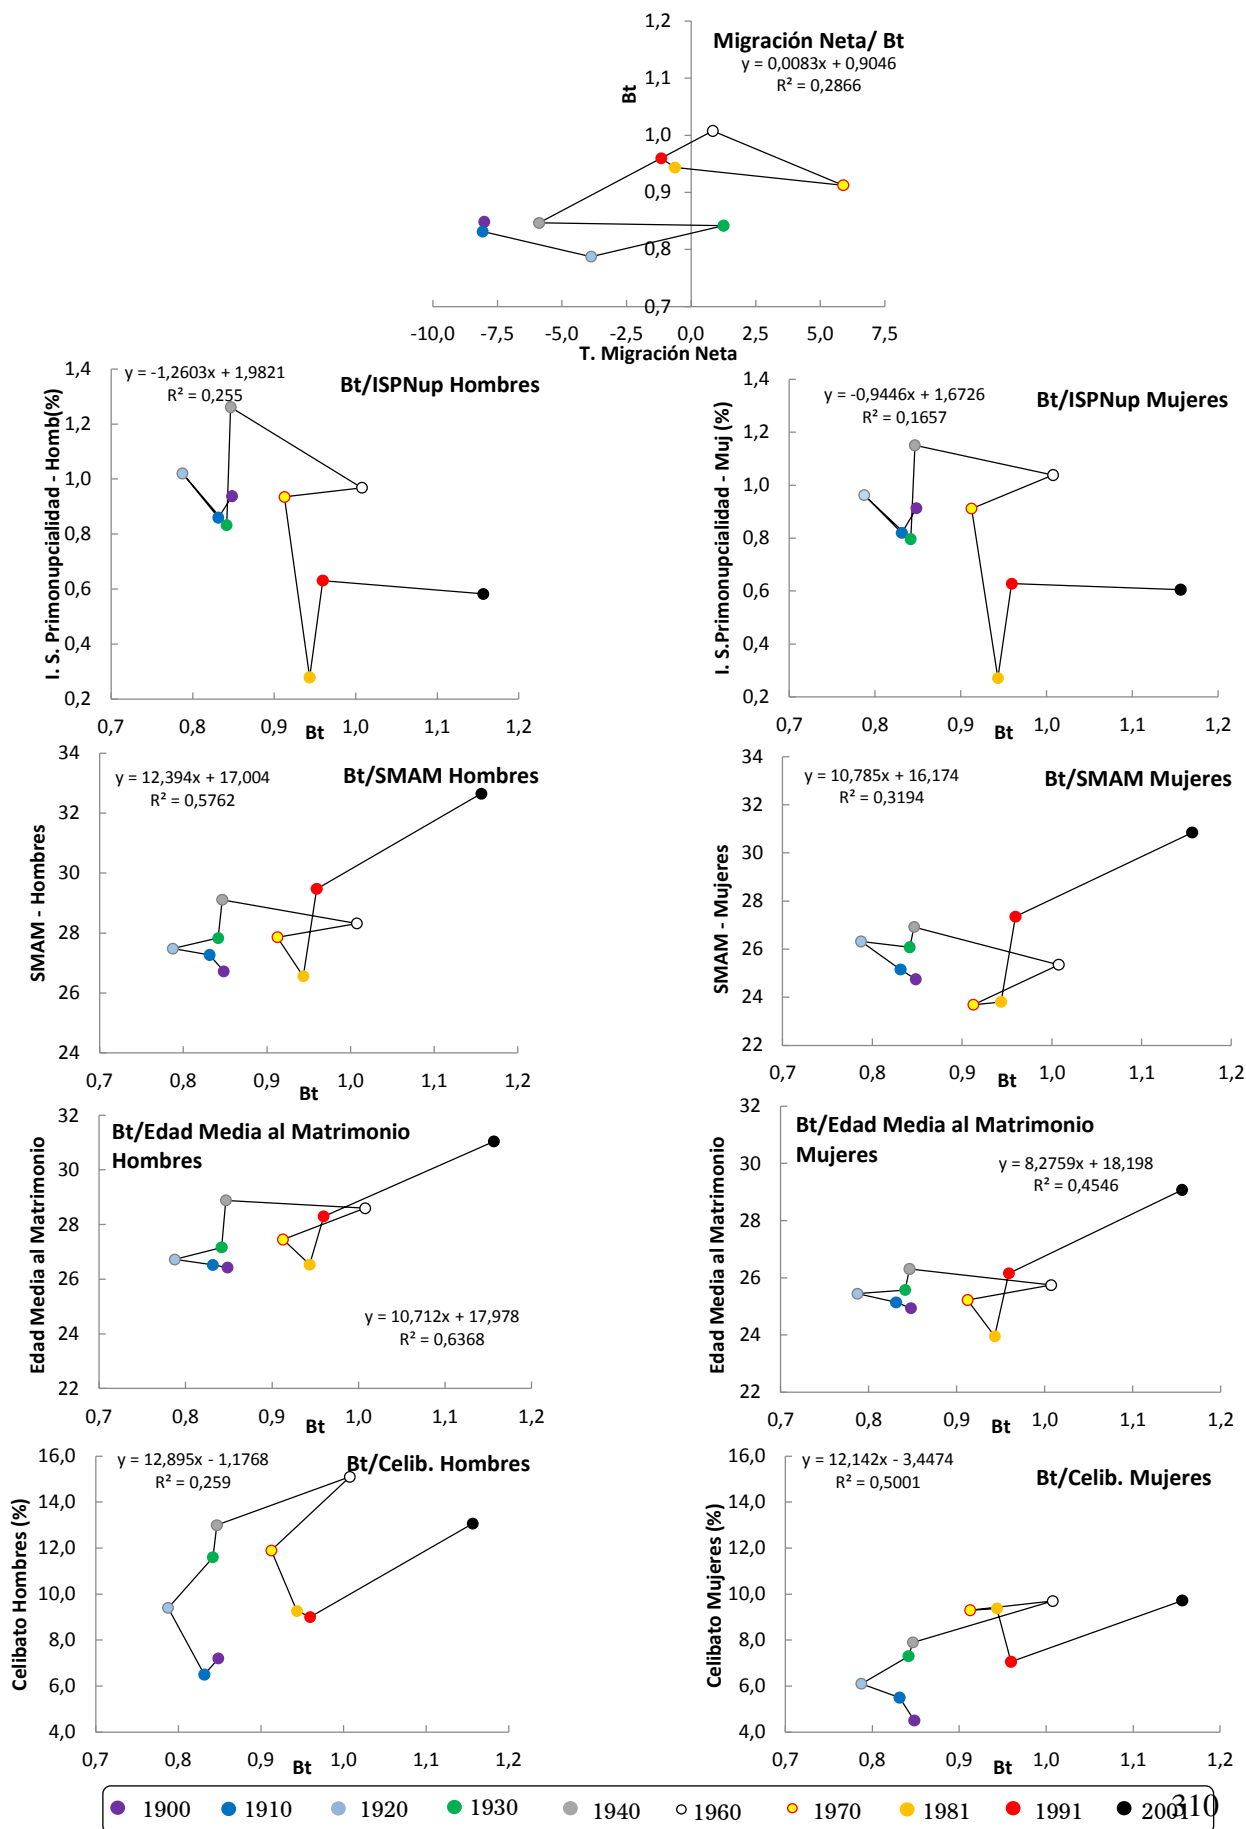 1,2
Migración Neta/ Bt
y = 0,0083x + 0,9046
R² = 0,2866
1,1
Bt
1,0
0,9
0,8
0,7
-10,0 -7,5 -5,0 -2,5 0,0 2,5 5,0 7,5
T. Migración Neta
1,4
y = -1,2603x + 1,9821
R² = 0,255
Bt/ISPNup Hombres
1,2
1,0
0,8
0,6
0,4
0,2
I. S. Primonupcialidad - Homb(%)
0,7 0,8 0,9 1,0 1,1 1,2
Bt
1,4
y = -0,9446x + 1,6726
R² = 0,1657
Bt/ISPNup Mujeres
1,2
1,0
0,8
0,6
0,4
0,2
I. S.Primonupcialidad - Muj (%)
0,7 0,8 0,9 1,0 1,1 1,2
Bt
34
y = 12,394x + 17,004
R² = 0,5762
Bt/SMAM Hombres
32
30
28
26
24
SMAM - Hombres
0,7 0,8 0,9 1,0 1,1 1,2
Bt
34
y = 10,785x + 16,174
R² = 0,3194
Bt/SMAM Mujeres
32
30
28
26
24
22
SMAM - Mujeres
0,7 0,8 0,9 1,0 1,1 1,2
Bt
32
Bt/Edad Media al Matrimonio
Hombres
30
28
26
24
22
y = 10,712x + 17,978
R² = 0,6368
Edad Media al Matrimonio
0,7 0,8 0,9 1,0 1,1 1,2
Bt
32
Bt/Edad Media al Matrimonio
Mujeres
y = 8,2759x + 18,198
R² = 0,4546
30
28
26
24
22
Edad Media al Matrimonio
0,7 0,8 0,9 1,0 1,1 1,2
Bt
16,0
y = 12,895x - 1,1768
R² = 0,259
Bt/Celib. Hombres
14,0
12,0
10,0
8,0
6,0
4,0
Celibato Hombres (%)
0,7 0,8 0,9 1,0 1,1 1,2
Bt
16,0
y = 12,142x - 3,4474
R² = 0,5001
Bt/Celib. Mujeres
14,0
12,0
10,0
8,0
6,0
4,0
Celibato Mujeres (%)
0,7 0,8 0,9 1,0 1,1 1,2
Bt
1900 1910 1920 1930 1940 1960 1970 1981 1991 2001
310